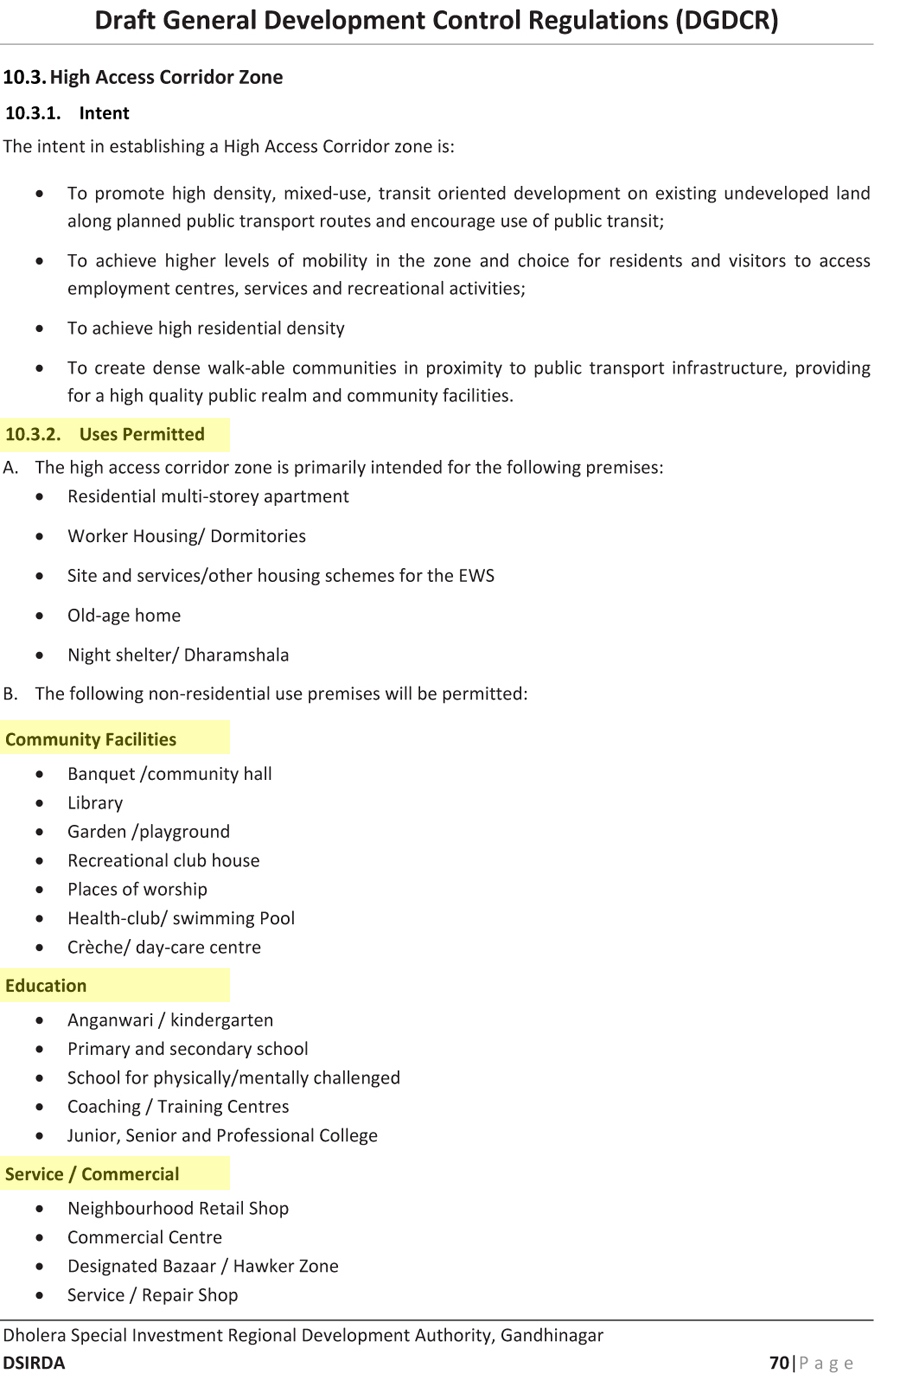 Draft General Development Control Regulations (DGDCR)
10.3. High Access Corridor Zone
10.3.1. Intent
The intent in establishing a High Access Corridor zone is:
• To promote high density, mixed-use, transit oriented development on existing undeveloped land
along planned public transport routes and encourage use of public transit;
• To achieve higher levels of mobility in the zone and choice for residents and visitors to access
employment centres, services and recreational activities;
• To achieve high residential density
• To create dense walk-able communities in proximity to public transport infrastructure, providing
for a high quality public realm and community facilities.
10.3.2. Uses Permitted
A. The high access corridor zone is primarily intended for the following premises:
• Residential multi-storey apartment
• Worker Housing/ Dormitories
• Site and services/other housing schemes for the EWS
• Old-age home
• Night shelter/ Dharamshala
B. The following non-residential use premises will be permitted:
Community Facilities
• Banquet /community hall
• Library
• Garden /playground
• Recreational club house
• Places of worship
• Health-club/ swimming Pool
• Crèche/ day-care centre
Education
• Anganwari / kindergarten
• Primary and secondary school
• School for physically/mentally challenged
• Coaching / Training Centres
• Junior, Senior and Professional College
Service / Commercial
• Neighbourhood Retail Shop
• Commercial Centre
• Designated Bazaar / Hawker Zone
• Service / Repair Shop
Dholera Special Investment Regional Development Authority, Gandhinagar
DSIRDA 70|Page